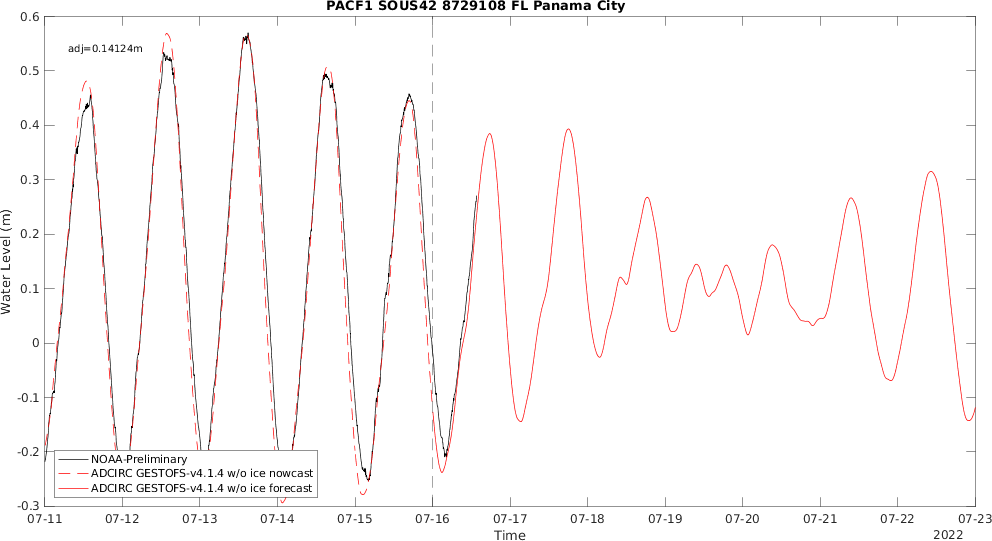 PACF1 SOUS42 8729108 FL Panama City
adj=0.14124m
Water Level (m)
0.6
0.5
0.4
0.3
0.2
0.1
0
-0.1
-0.2
-0.3
NOAA-Preliminary
ADCIRC GESTOFS-v4.1.4 w/o ice nowcast
ADCIRC GESTOFS-v4.1.4 w/o ice forecast
07-11 07-12 07-13 07-14 07-15 07-16 07-17 07-18 07-19 07-20 07-21 07-22 07-23
Time
2022